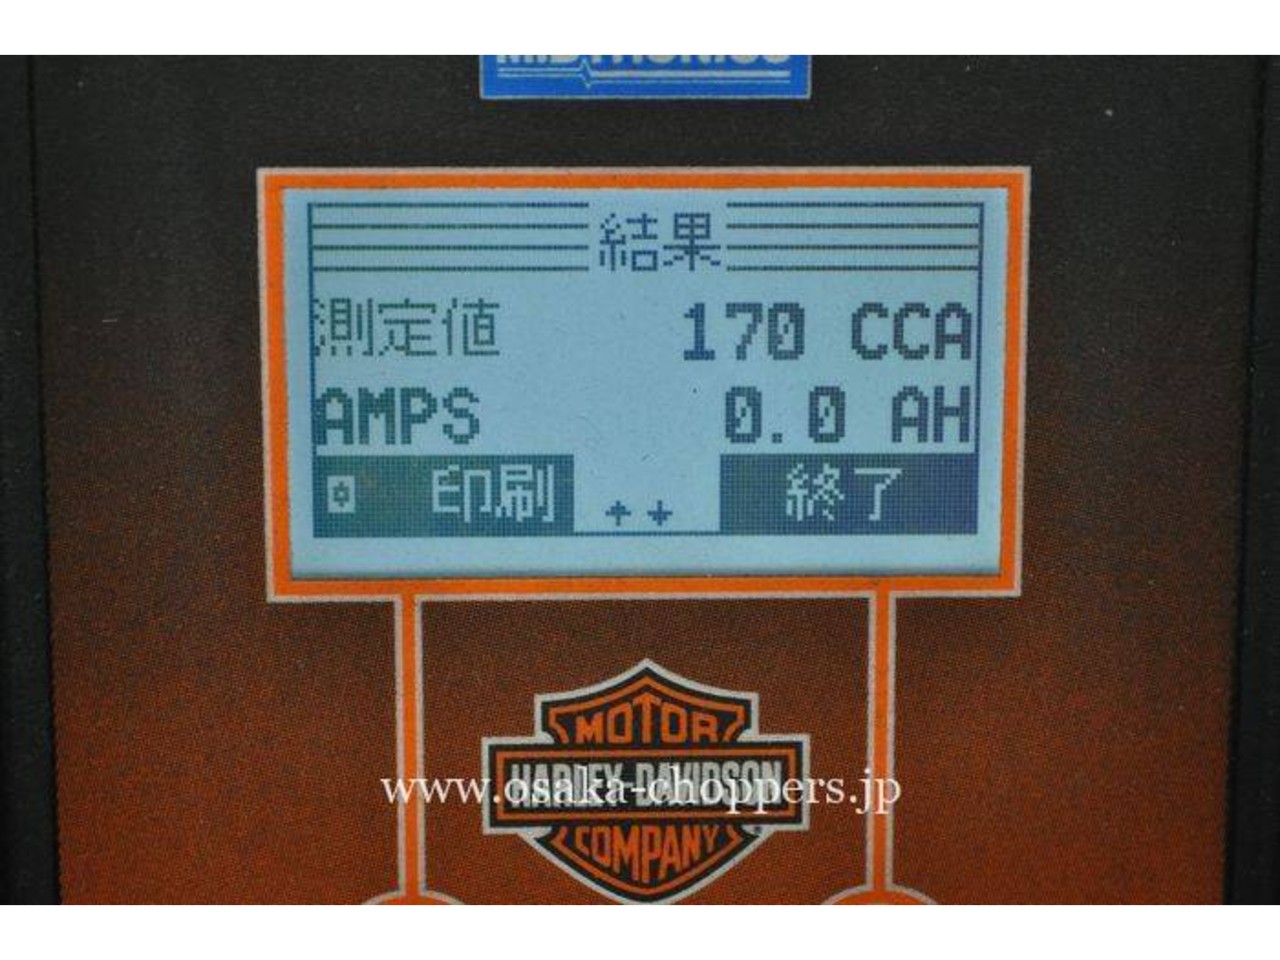 MIDTRONICS
結果
測定値 170 CCA
AMPS 0.0 AH
印刷 ↑↓ 終了
MOTOR
HARLEY-DAVIDSON
COMPANY
www.osaka-choppers.jp